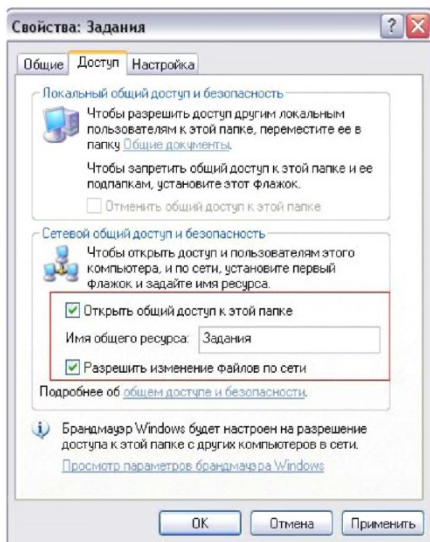 Свойства: Задания
Общие Доступ Настройка
Локальный общий доступ и безопасность
Чтобы разрешить доступ другим локальным
пользователям к этой папке, переместите ее в
папку Общие документы.
Чтобы запретить общий доступ к этой папке и ее
подпапкам, установите этот флажок.
Отменить общий доступ к этой папке
Сетевой общий доступ и безопасность
Чтобы открыть доступ и пользователям этого
компьютера, и по сети, установите первый
флажок и задайте имя ресурса.
Открыть общий доступ к этой папке
Имя общего ресурса: Задания
Разрешить изменение файлов по сети
Подробнее об общем доступе и безопасности.
Брандмауэр Windows будет настроен на разрешение
доступа к этой папке с других компьютеров в сети.
Просмотр параметров брандмауэра Windows
OK Отмена Применить